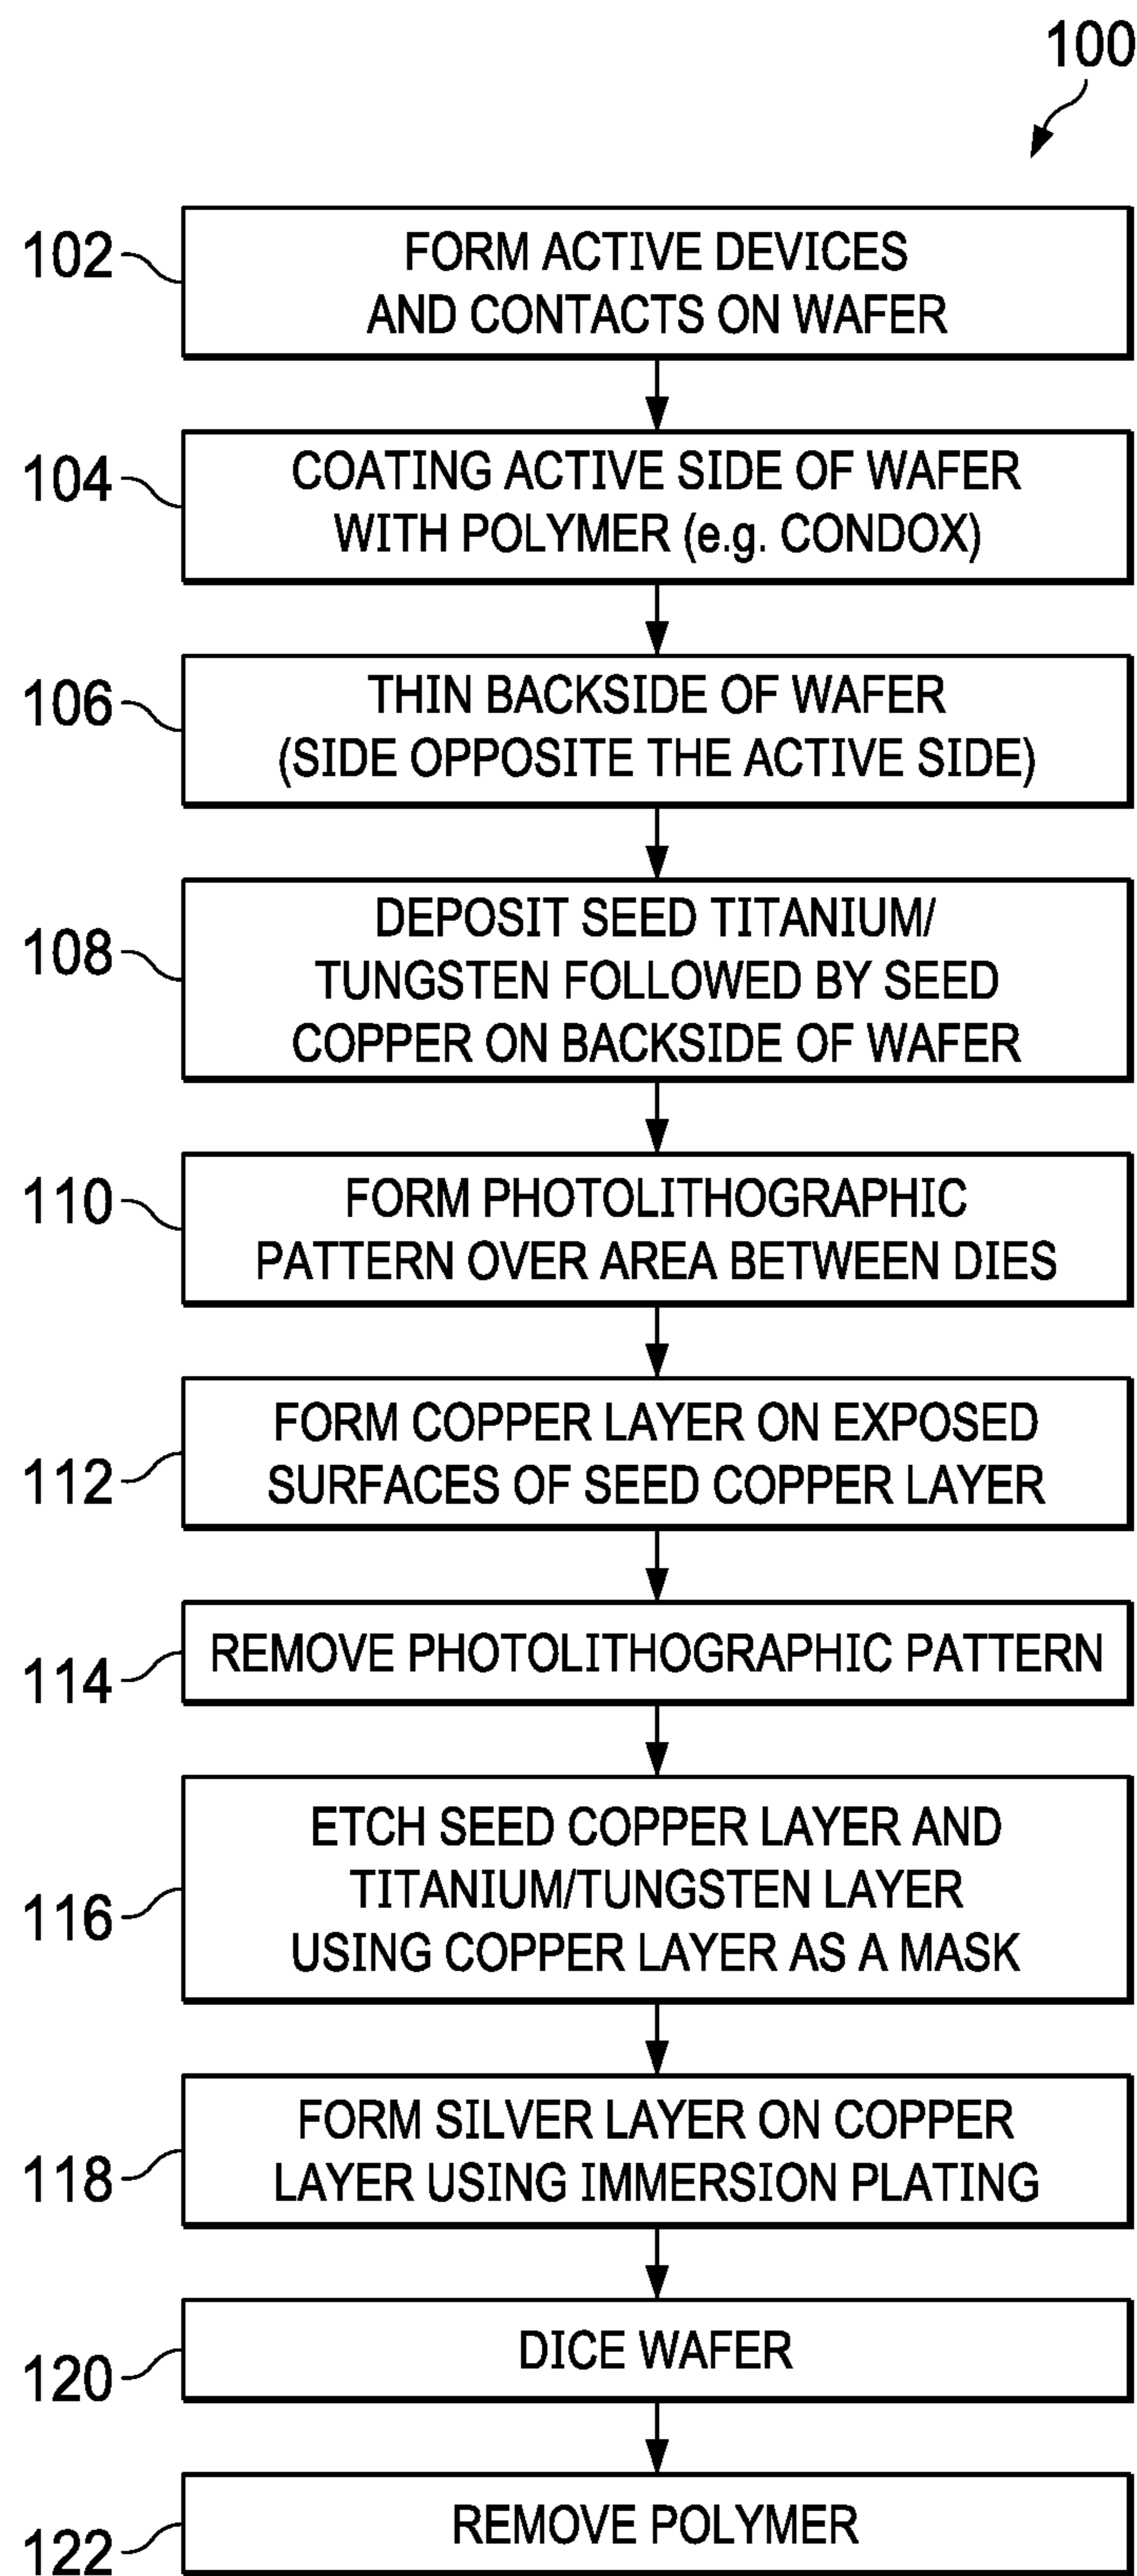 100
102
FORM ACTIVE DEVICES
AND CONTACTS ON WAFER
104
COATING ACTIVE SIDE OF WAFER
WITH POLYMER (e.g. CONDOX)
106
THIN BACKSIDE OF WAFER
(SIDE OPPOSITE THE ACTIVE SIDE)
108
DEPOSIT SEED TITANIUM/
TUNGSTEN FOLLOWED BY SEED
COPPER ON BACKSIDE OF WAFER
110
FORM PHOTOLITHOGRAPHIC
PATTERN OVER AREA BETWEEN DIES
112
FORM COPPER LAYER ON EXPOSED
SURFACES OF SEED COPPER LAYER
114
REMOVE PHOTOLITHOGRAPHIC PATTERN
116
ETCH SEED COPPER LAYER AND
TITANIUM/TUNGSTEN LAYER
USING COPPER LAYER AS A MASK
118
FORM SILVER LAYER ON COPPER
LAYER USING IMMERSION PLATING
120
DICE WAFER
122
REMOVE POLYMER